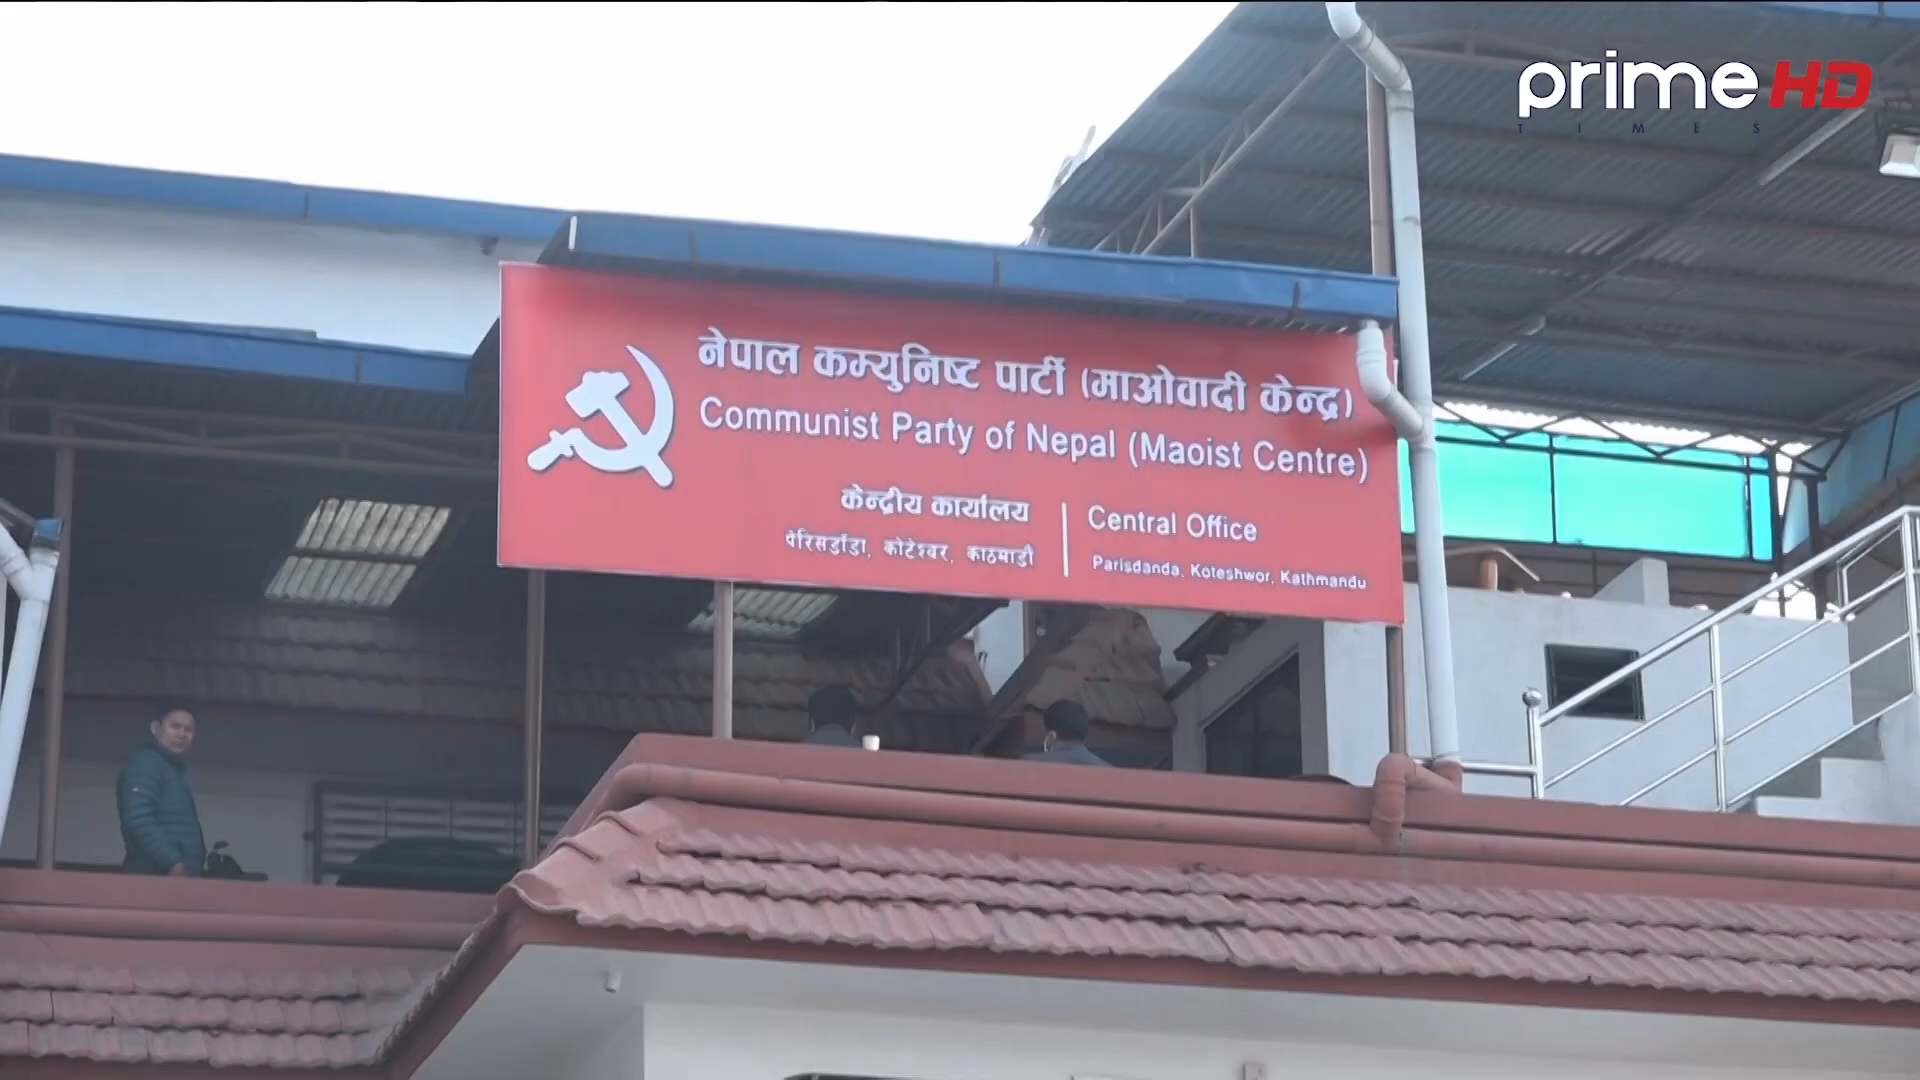 prime HD
TIMES
नेपाल कम्युनिष्ट पार्टी (माओवादी केन्द्र)
Communist Party of Nepal (Maoist Centre)
केन्द्रीय कार्यालय
पेरिसडाँडा, कोटेश्वर, काठमाडौं
Central Office
Parisdanda, Koteshwor, Kathmandu